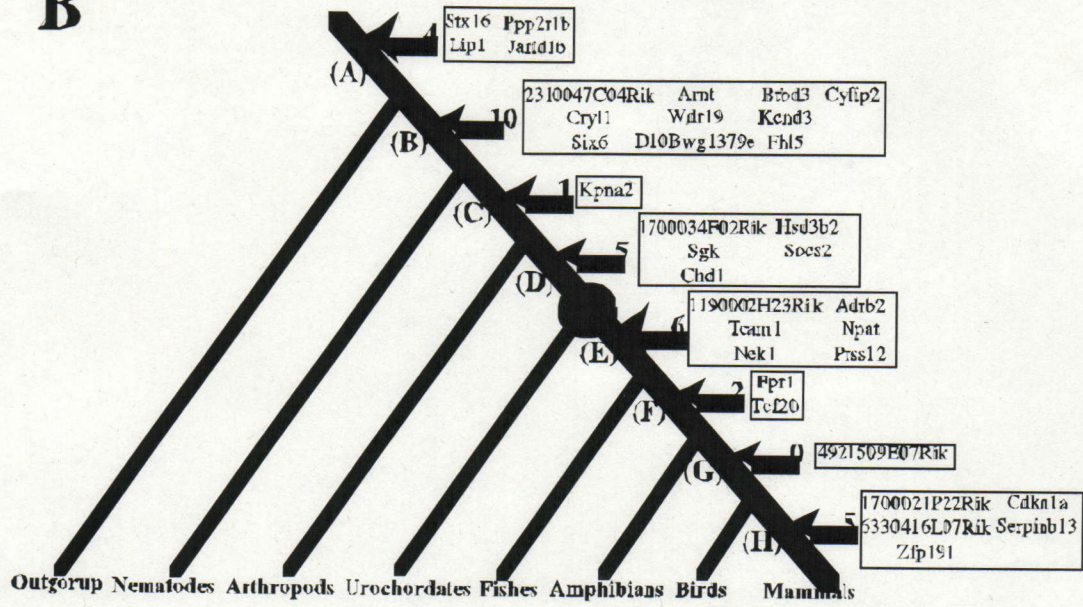 B
4
Stx16 Ppp2r1b
Lip1 Jarid1b
(A)
10
2310047C04Rik Arnt Btbd3 Cyfip2
Cryl1 Wdr19 Kcnd3
Six6 D10Bwg1379e Fhl5
(B)
1
Kpna2
(C)
5
1700034F02Rik Hsd3b2
Sgk Socs2
Chd1
(D)
6
1190002H23Rik Adrb2
Tcam1 Npat
Nek1 Prss12
(E)
2
Fpr1
Tcf20
(F)
0
4921509E07Rik
(G)
5
1700021P22Rik Cdkn1a
6330416L07Rik Serpinb13
Zfp191
(H)
Outgorup Nematodes Arthropods Urochordates Fishes Amphibians Birds Mammals